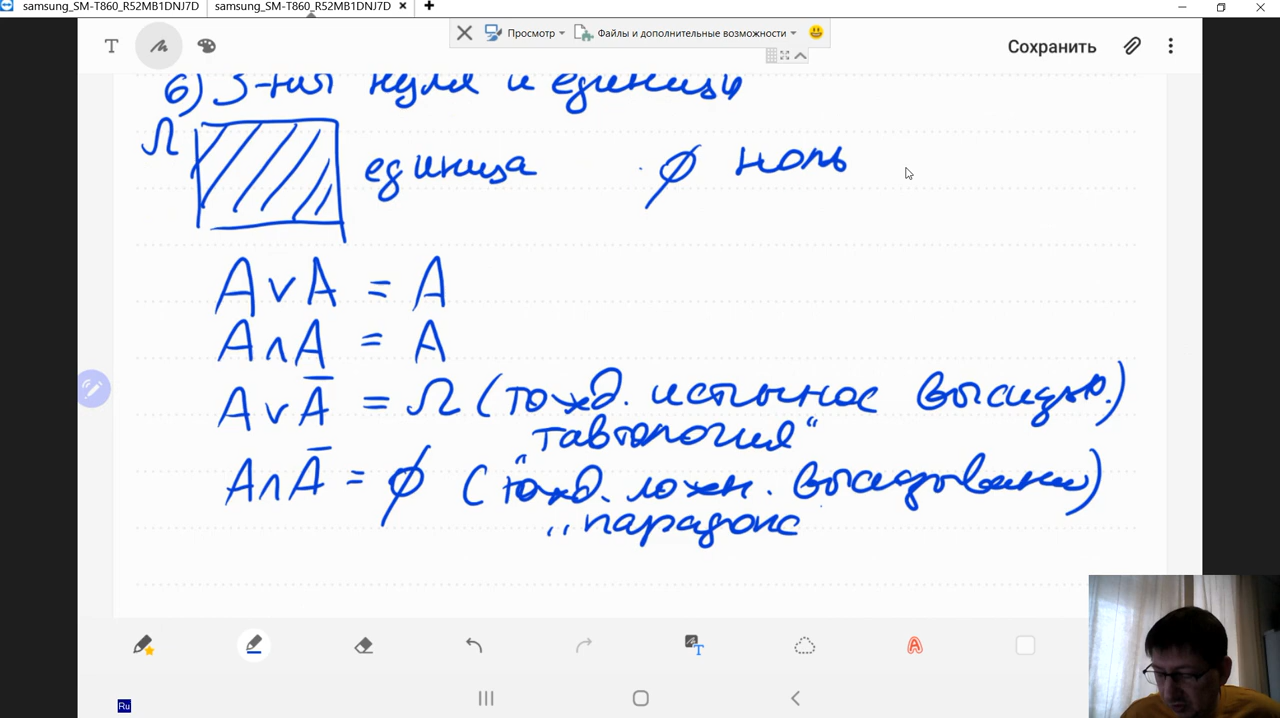 samsung_SM-T860_R52MB1DNJ7D samsung_SM-T860_R52MB1DNJ7D
Просмотр Файлы и дополнительные возможности
T Сохранить
6) З-ны нуля и единицы
Ω единица ∅ ноль
A ∨ A = A
A ∧ A = A
A ∨ Ā = Ω (тожд. истинное высказ.)
"тавтология"
A ∧ Ā = ∅ (тожд. ложн. высказывание)
"парадокс
T A
Ru